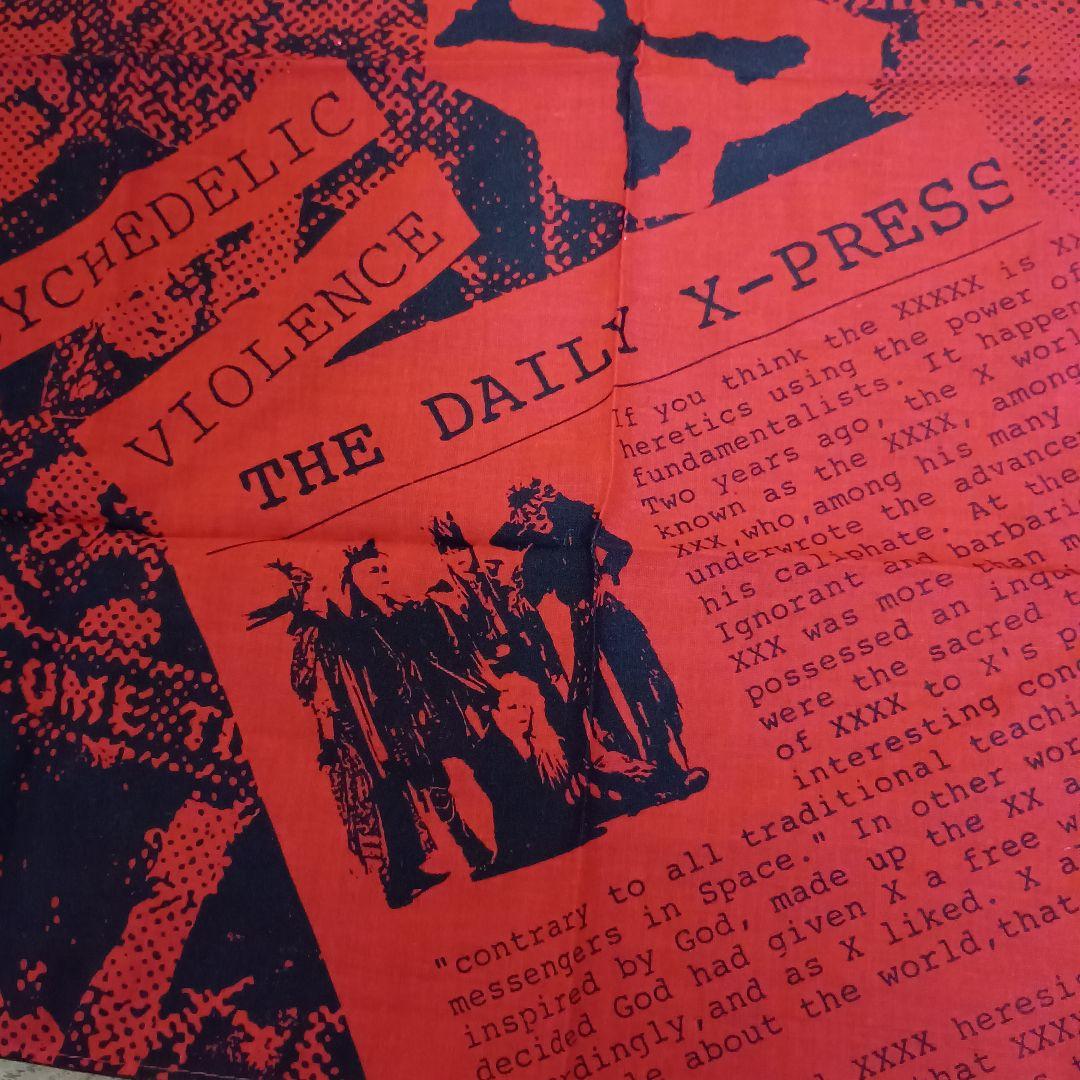 VIOLENCE
THE DAILY X-PRESS
If you think the XXXXX is
heretics using the power of
fundamentalists. It happen
Two years ago, the X worl
known as the XXXX, among
XXX,who,among his many
underwrote the advance
his caliphate. At the
Ignorant and barbari
XXX was more than m
possessed an inqu
were the sacred t
of XXXX to X's p
interesting con
"contrary to all traditional teachi
messengers in Space." In other wor
inspired by God, made up the XX a
decided God had given X a free w
rdingly,and as X liked. X a
le about the world,that
XXXX heresi
that XXXX